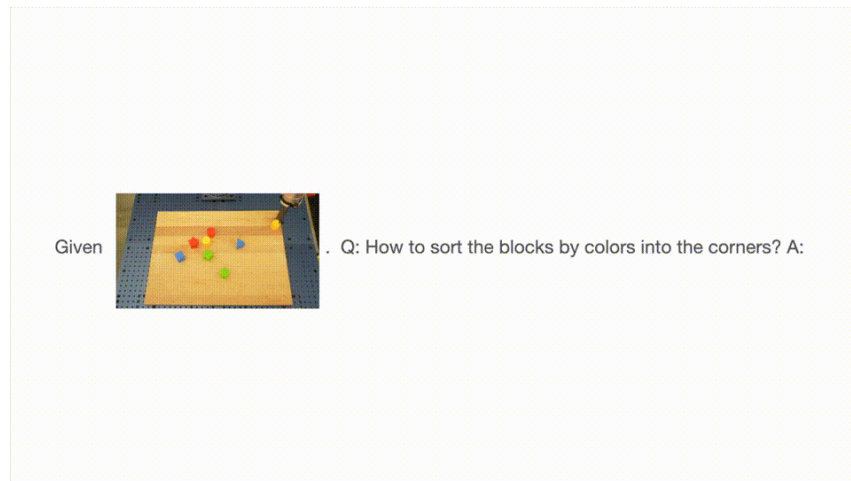 Given . Q: How to sort the blocks by colors into the corners? A: